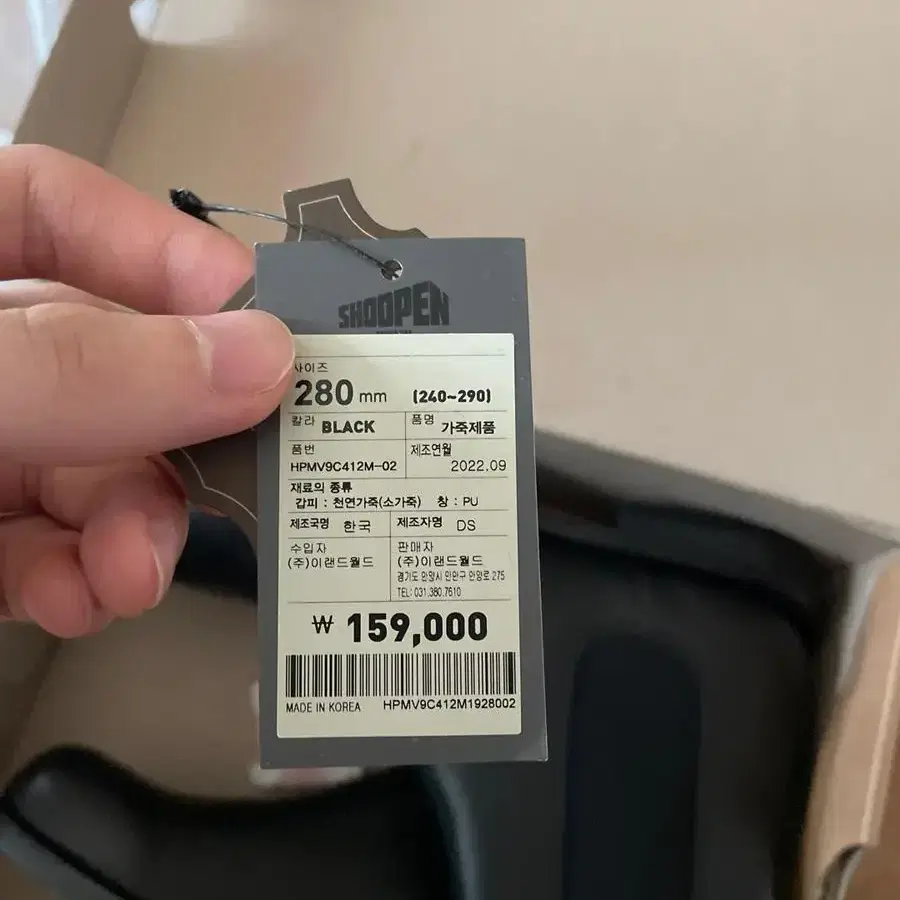 SHOOPEN
사이즈
280 mm (240~290)
칼라 BLACK 품명 가죽제품
품번 HPMV9C412M-02 제조연월 2022.09
재료의 종류
갑피 : 천연가죽(소가죽) 창 : PU
제조국명 한국 제조자명 DS
수입자 (주)이랜드월드
판매자 (주)이랜드월드
경기도 안양시 만안구 안양로 275
TEL: 031.380.7610
₩ 159,000
MADE IN KOREA HPMV9C412M1928002